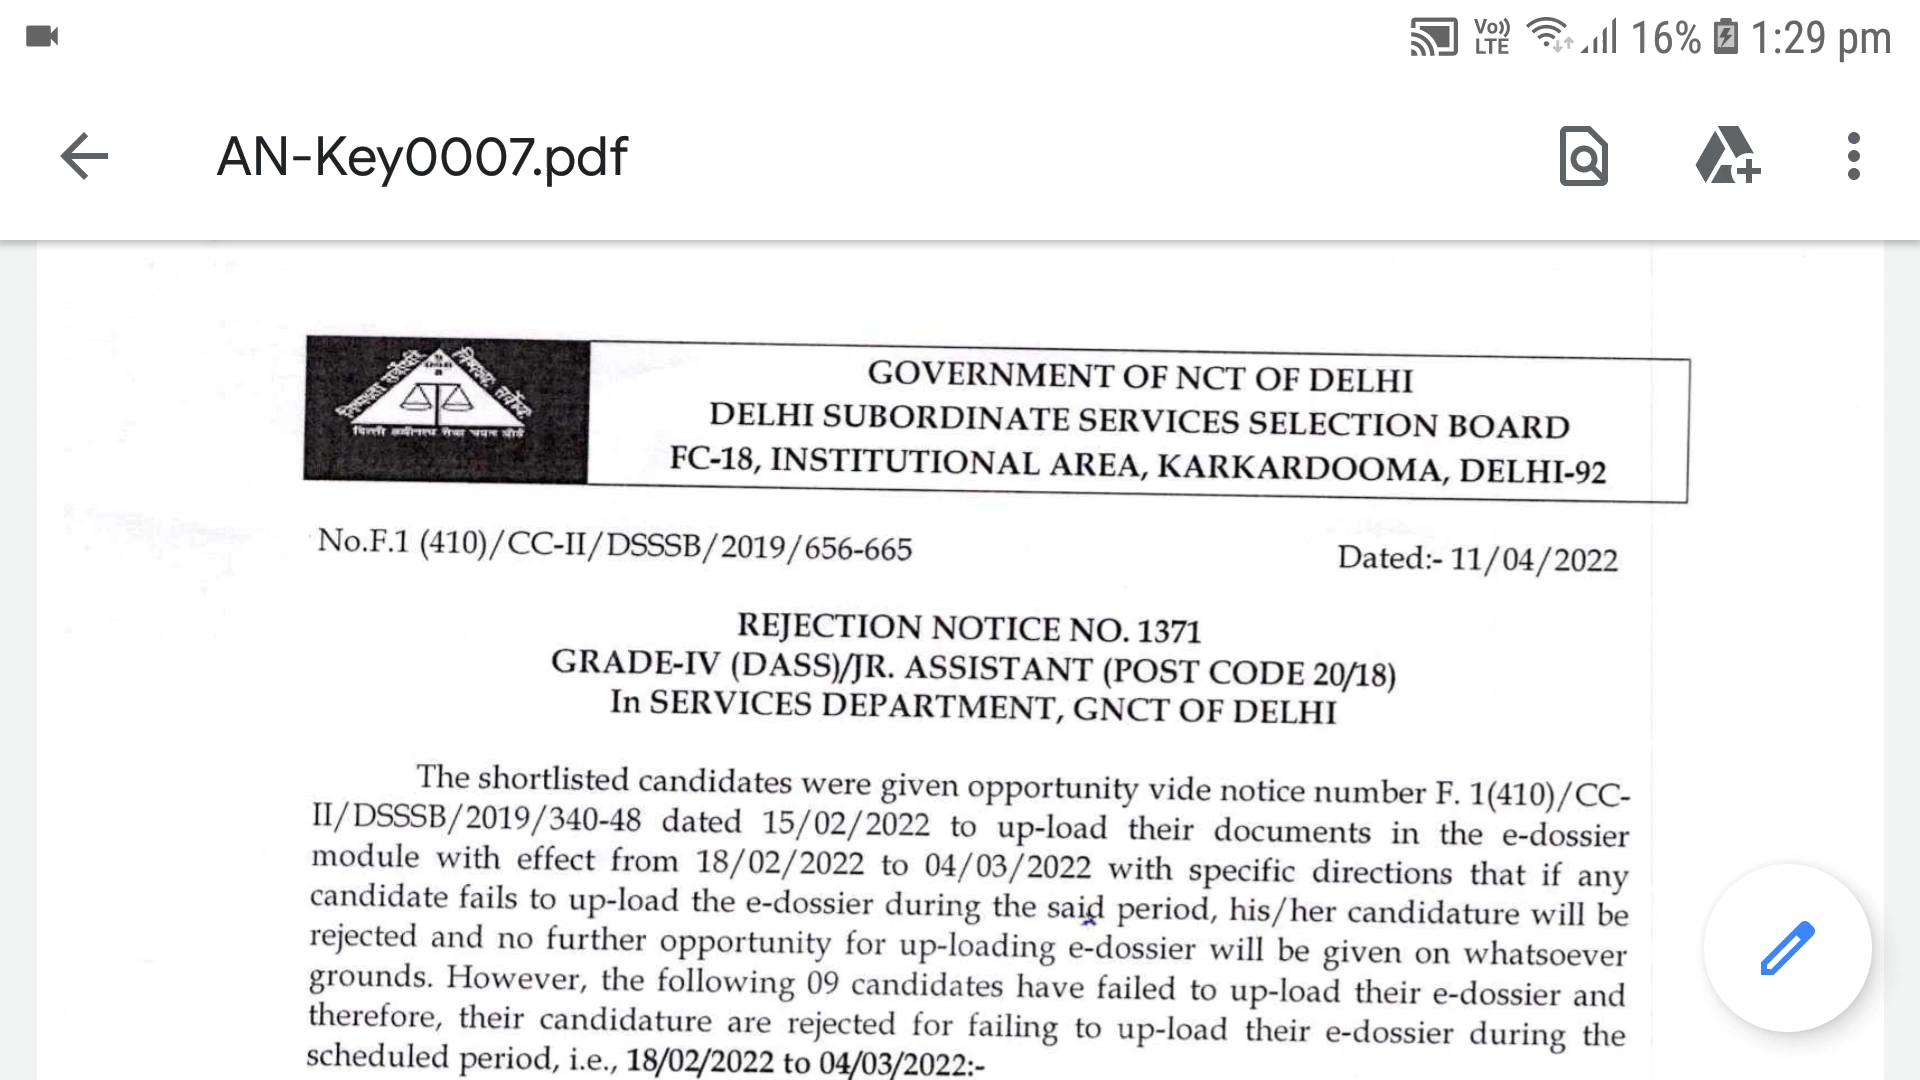 Vo)) LTE 16% 1:29 pm
AN-Key0007.pdf
GOVERNMENT OF NCT OF DELHI
DELHI SUBORDINATE SERVICES SELECTION BOARD
FC-18, INSTITUTIONAL AREA, KARKARDOOMA, DELHI-92
No.F.1 (410)/CC-II/DSSSB/2019/656-665 Dated:- 11/04/2022
REJECTION NOTICE NO. 1371
GRADE-IV (DASS)/JR. ASSISTANT (POST CODE 20/18)
In SERVICES DEPARTMENT, GNCT OF DELHI
The shortlisted candidates were given opportunity vide notice number F. 1(410)/CC-
II/DSSSB/2019/340-48 dated 15/02/2022 to up-load their documents in the e-dossier
module with effect from 18/02/2022 to 04/03/2022 with specific directions that if any
candidate fails to up-load the e-dossier during the said period, his/her candidature will be
rejected and no further opportunity for up-loading e-dossier will be given on whatsoever
grounds. However, the following 09 candidates have failed to up-load their e-dossier and
therefore, their candidature are rejected for failing to up-load their e-dossier during the
scheduled period, i.e., 18/02/2022 to 04/03/2022:-